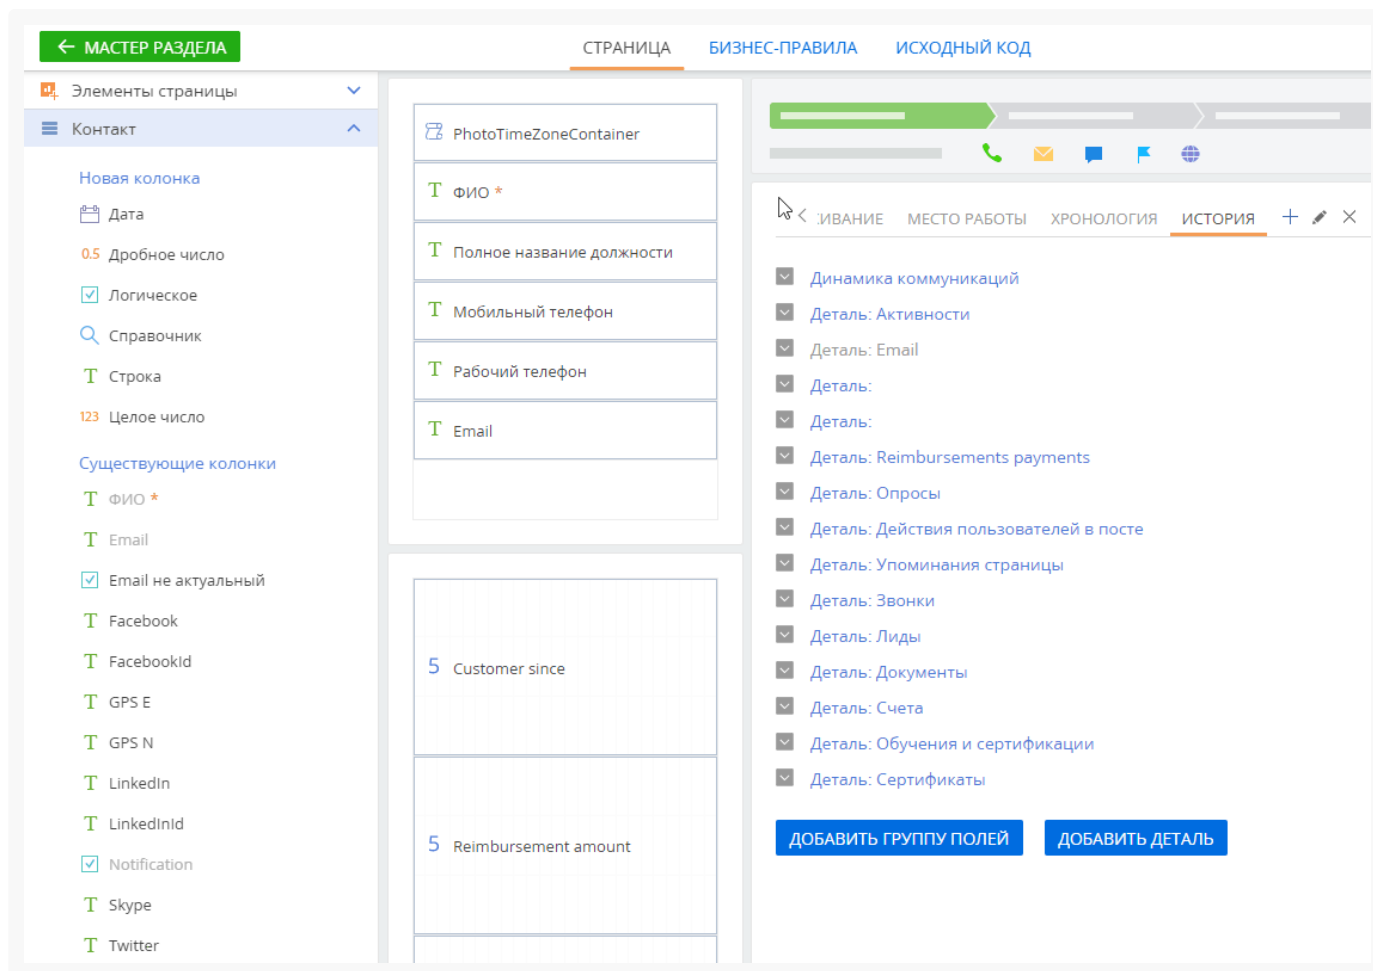 ← МАСТЕР РАЗДЕЛА
СТРАНИЦА БИЗНЕС-ПРАВИЛА ИСХОДНЫЙ КОД
Элементы страницы
Контакт
Новая колонка
Дата
0.5 Дробное число
Логическое
Справочник
T Строка
123 Целое число
Существующие колонки
T ФИО *
T Email
Email не актуальный
T Facebook
T FacebookId
T GPS E
T GPS N
T LinkedIn
T LinkedInId
Notification
T Skype
T Twitter
PhotoTimeZoneContainer
T ФИО *
T Полное название должности
T Мобильный телефон
T Рабочий телефон
T Email
5 Customer since
5 Reimbursement amount
ИВАНИЕ МЕСТО РАБОТЫ ХРОНОЛОГИЯ ИСТОРИЯ
Динамика коммуникаций
Деталь: Активности
Деталь: Email
Деталь:
Деталь:
Деталь: Reimbursements payments
Деталь: Опросы
Деталь: Действия пользователей в посте
Деталь: Упоминания страницы
Деталь: Звонки
Деталь: Лиды
Деталь: Документы
Деталь: Счета
Деталь: Обучения и сертификации
Деталь: Сертификаты
ДОБАВИТЬ ГРУППУ ПОЛЕЙ ДОБАВИТЬ ДЕТАЛЬ